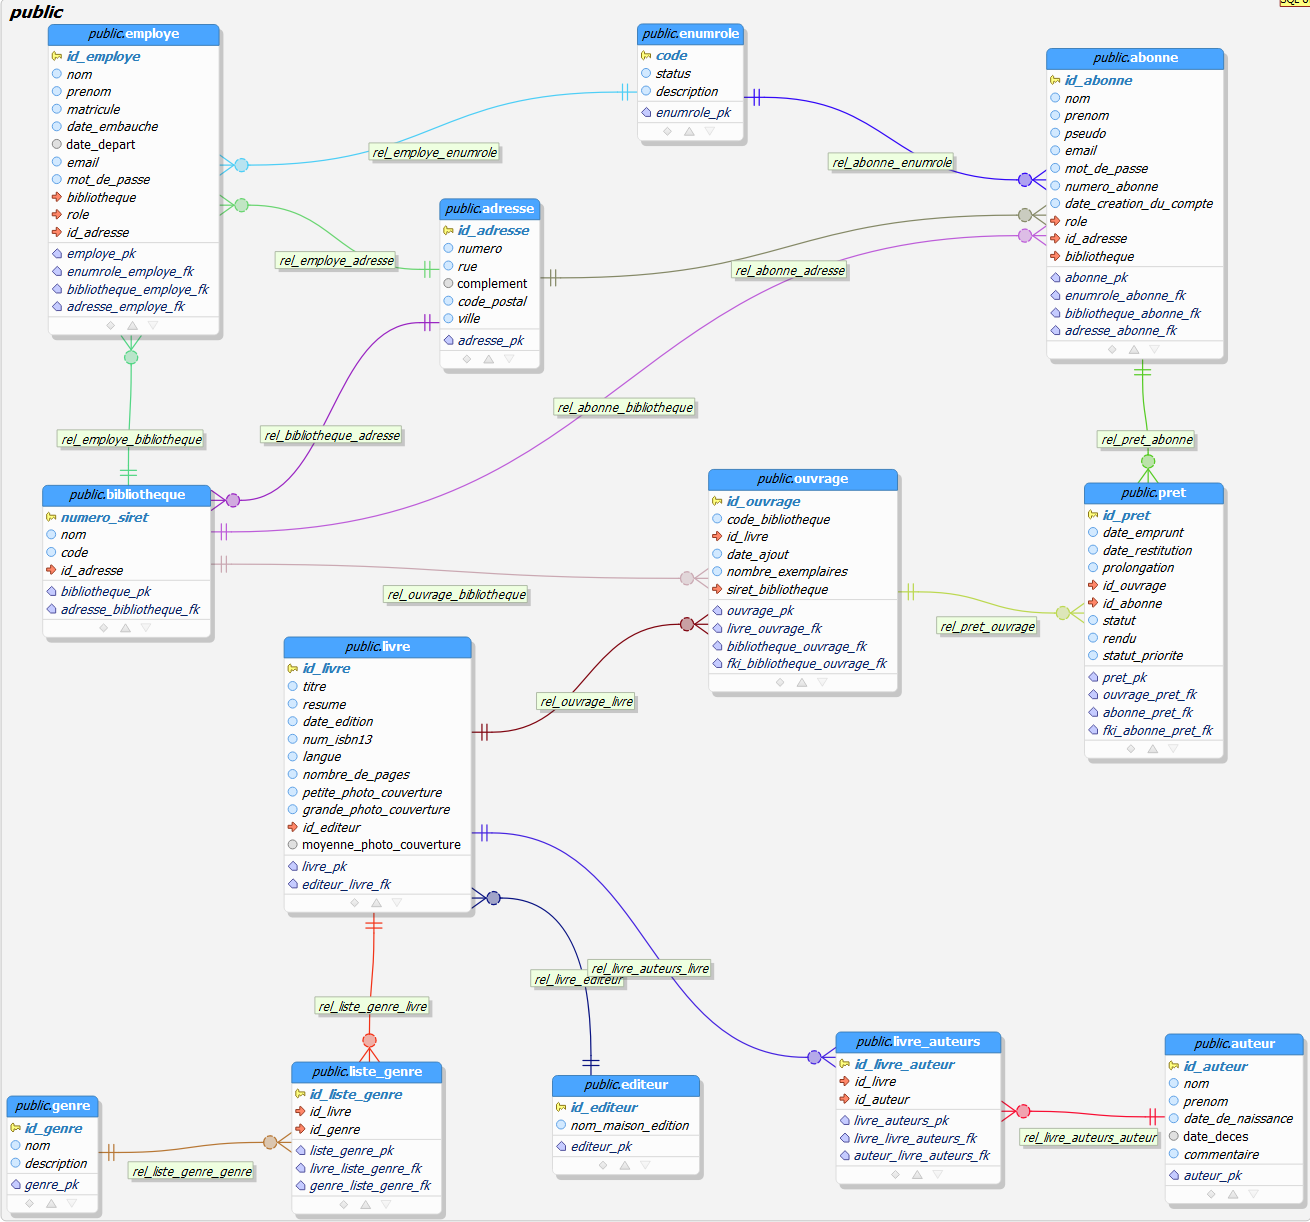 public
public.employe
id_employe
nom
prenom
matricule
date_embauche
date_depart
email
mot_de_passe
bibliotheque
role
id_adresse
employe_pk
enumrole_employe_fk
bibliotheque_employe_fk
adresse_employe_fk
public.enumrole
code
status
description
enumrole_pk
public.abonne
id_abonne
nom
prenom
pseudo
email
mot_de_passe
numero_abonne
date_creation_du_compte
role
id_adresse
bibliotheque
abonne_pk
enumrole_abonne_fk
bibliotheque_abonne_fk
adresse_abonne_fk
rel_employe_enumrole
rel_abonne_enumrole
public.adresse
id_adresse
numero
rue
complement
code_postal
ville
adresse_pk
rel_employe_adresse
rel_abonne_adresse
rel_abonne_bibliotheque
rel_employe_bibliotheque
rel_bibliotheque_adresse
rel_pret_abonne
public.bibliotheque
numero_siret
nom
code
id_adresse
bibliotheque_pk
adresse_bibliotheque_fk
public.ouvrage
id_ouvrage
code_bibliotheque
id_livre
date_ajout
nombre_exemplaires
siret_bibliotheque
ouvrage_pk
livre_ouvrage_fk
bibliotheque_ouvrage_fk
fki_bibliotheque_ouvrage_fk
public.pret
id_pret
date_emprunt
date_restitution
prolongation
id_ouvrage
id_abonne
statut
rendu
statut_priorite
pret_pk
ouvrage_pret_fk
abonne_pret_fk
fki_abonne_pret_fk
rel_ouvrage_bibliotheque
rel_pret_ouvrage
public.livre
id_livre
titre
resume
date_edition
num_isbn13
langue
nombre_de_pages
petite_photo_couverture
grande_photo_couverture
id_editeur
moyenne_photo_couverture
livre_pk
editeur_livre_fk
rel_ouvrage_livre
rel_livre_auteurs_livre
rel_livre_editeur
rel_liste_genre_livre
public.genre
id_genre
nom
description
genre_pk
rel_liste_genre_genre
public.liste_genre
id_liste_genre
id_livre
id_genre
liste_genre_pk
livre_liste_genre_fk
genre_liste_genre_fk
public.editeur
id_editeur
nom_maison_edition
editeur_pk
public.livre_auteurs
id_livre_auteur
id_livre
id_auteur
livre_auteurs_pk
livre_livre_auteurs_fk
auteur_livre_auteurs_fk
rel_livre_auteurs_auteur
public.auteur
id_auteur
nom
prenom
date_de_naissance
date_deces
commentaire
auteur_pk